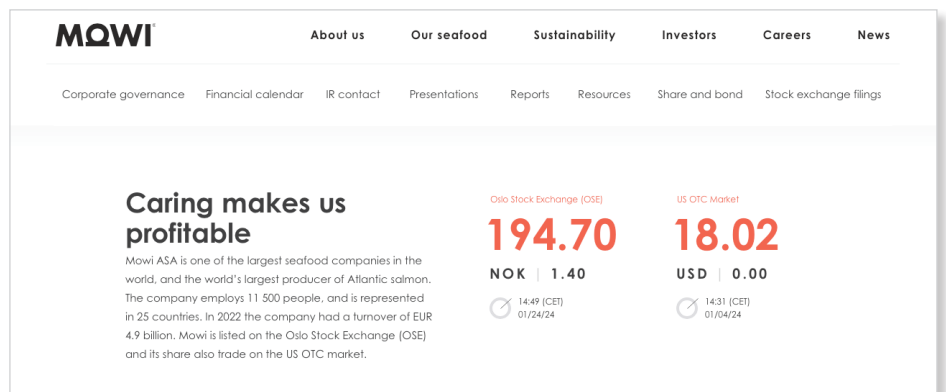 MOWI
About us Our seafood Sustainability Investors Careers News
Corporate governance Financial calendar IR contact Presentations Reports Resources Share and bond Stock exchange filings
Caring makes us
profitable
Mowi ASA is one of the largest seafood companies in the
world, and the world's largest producer of Atlantic salmon.
The company employs 11 500 people, and is represented
in 25 countries. In 2022 the company had a turnover of EUR
4.9 billion. Mowi is listed on the Oslo Stock Exchange (OSE)
and its share also trade on the US OTC market.
Oslo Stock Exchange (OSE)
194.70
NOK | 1.40
14:49 (CET)
01/24/24
US OTC Market
18.02
USD | 0.00
14:31 (CET)
01/04/24